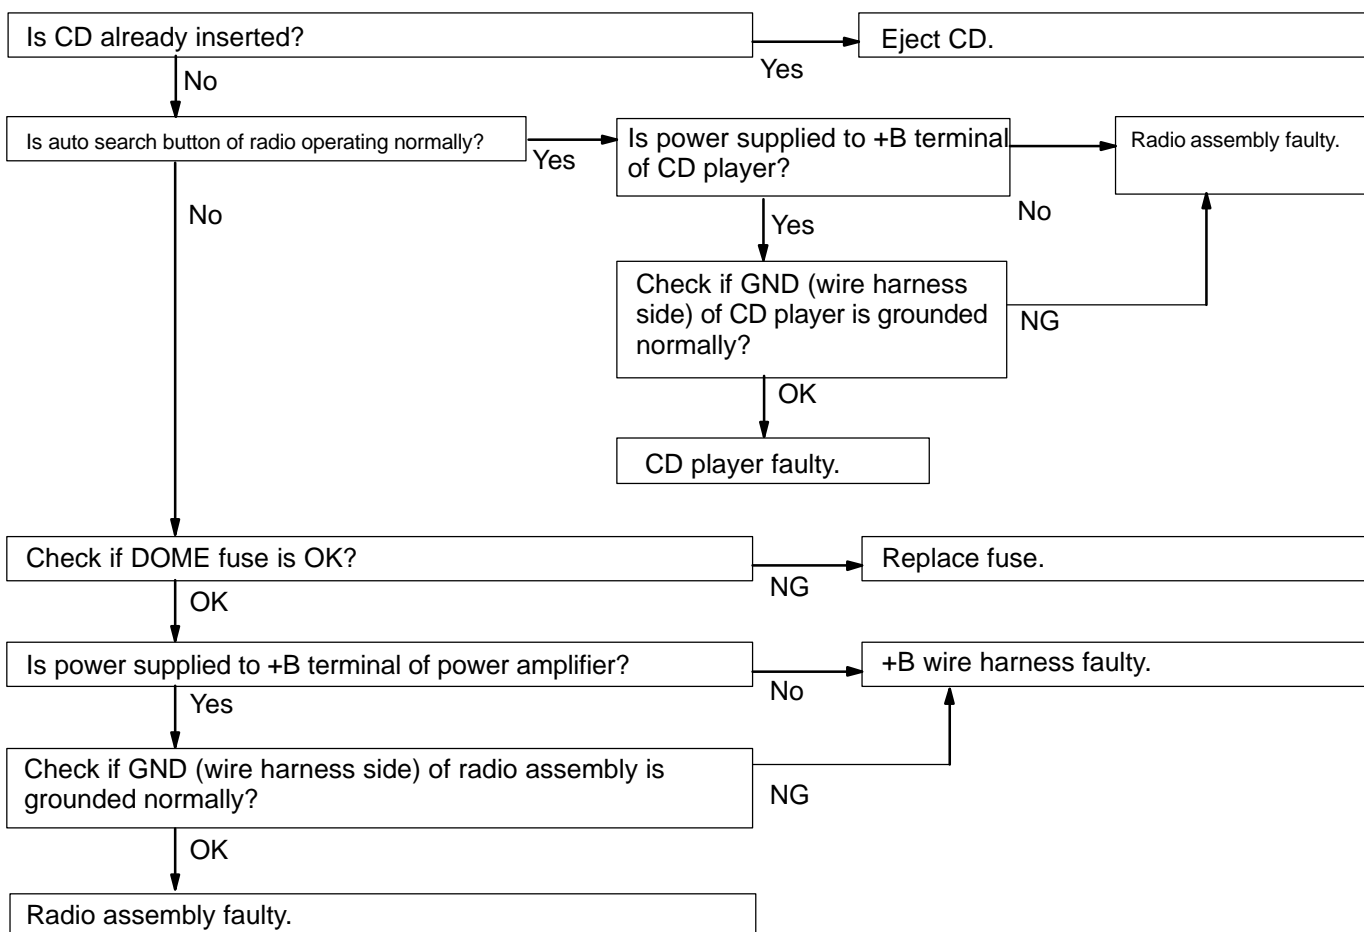 Is CD already inserted?
Eject CD.
Yes
No
Is auto search button of radio operating normally?
Yes
Is power supplied to +B terminal
of CD player?
Radio assembly faulty.
No
No
Yes
Check if GND (wire harness
side) of CD player is grounded
normally?
NG
OK
CD player faulty.
Check if DOME fuse is OK?
Replace fuse.
NG
OK
Is power supplied to +B terminal of power amplifier?
+B wire harness faulty.
No
Yes
Check if GND (wire harness side) of radio assembly is
grounded normally?
NG
OK
Radio assembly faulty.